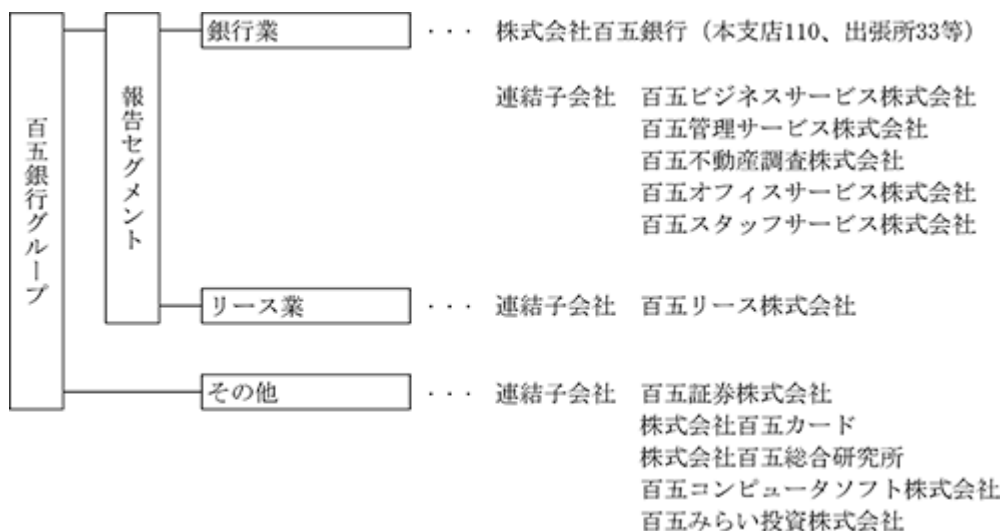 百五銀行グループ
報告セグメント
銀行業 ・・・ 株式会社百五銀行（本支店110、出張所33等）
連結子会社 百五ビジネスサービス株式会社
百五管理サービス株式会社
百五不動産調査株式会社
百五オフィスサービス株式会社
百五スタッフサービス株式会社
リース業 ・・・ 連結子会社 百五リース株式会社
その他 ・・・ 連結子会社 百五証券株式会社
株式会社百五カード
株式会社百五総合研究所
百五コンピュータソフト株式会社
百五みらい投資株式会社